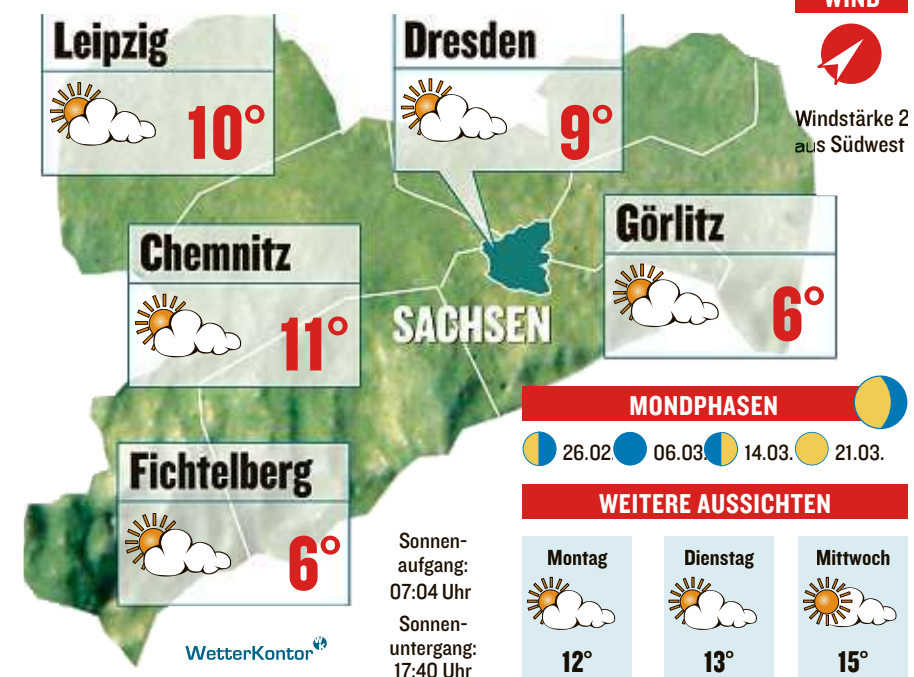 WIND
Windstärke 2
aus Südwest
Leipzig
10°
Dresden
9°
Görlitz
6°
Chemnitz
11°
SACHSEN
Fichtelberg
6°
MONDPHASEN
26.02. 06.03. 14.03. 21.03.
WEITERE AUSSICHTEN
Montag
12°
Dienstag
13°
Mittwoch
15°
Sonnen-
aufgang:
07:04 Uhr
Sonnen-
untergang:
17:40 Uhr
WetterKontor